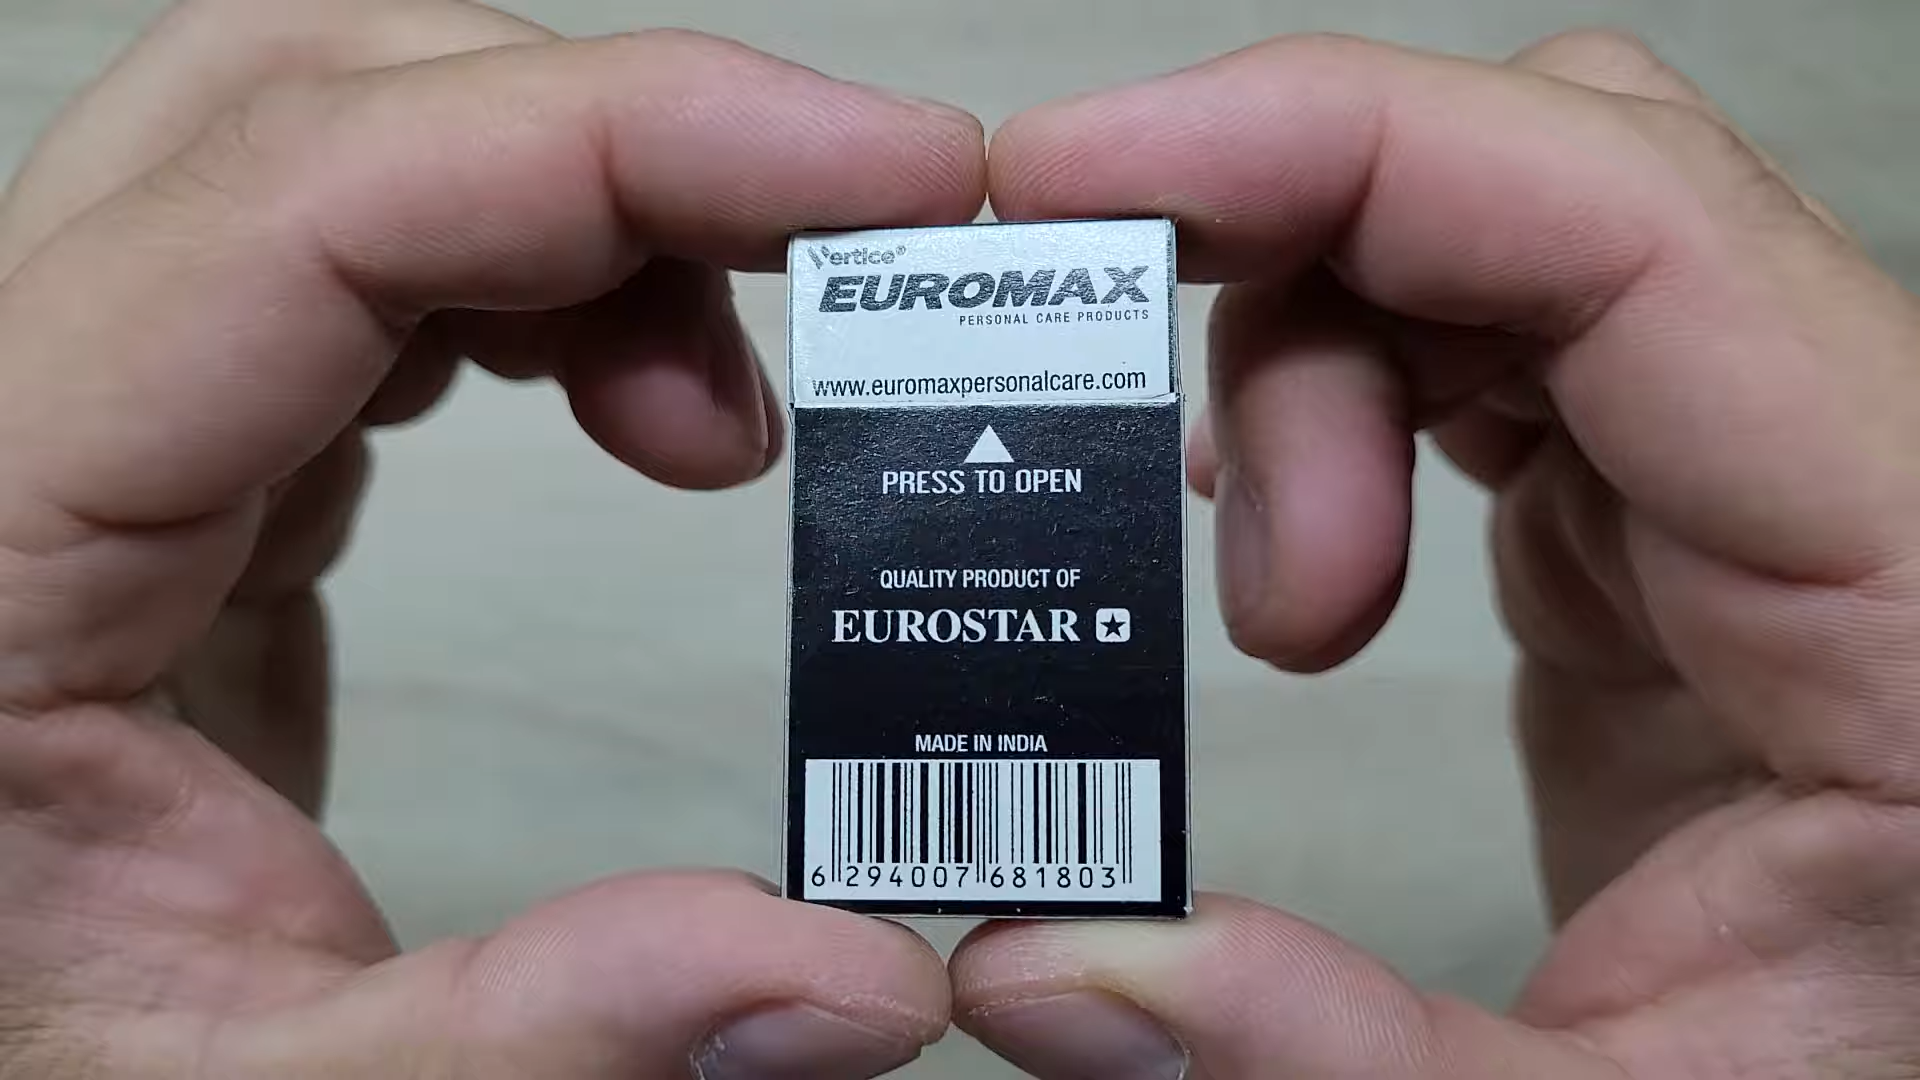 Vertice®
EUROMAX
PERSONAL CARE PRODUCTS
www.euromaxpersonalcare.com
PRESS TO OPEN
QUALITY PRODUCT OF
EUROSTAR
MADE IN INDIA
6 294007 681803